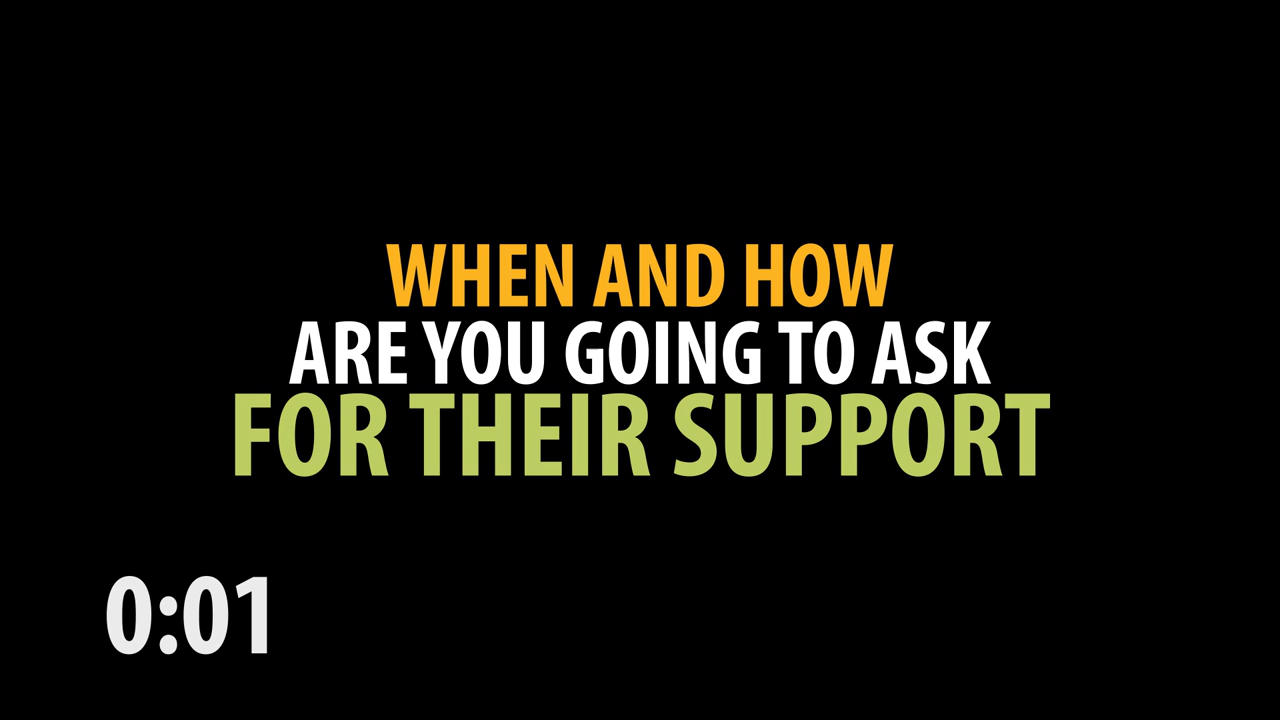 WHEN AND HOW
ARE YOU GOING TO ASK
FOR THEIR SUPPORT
0:01